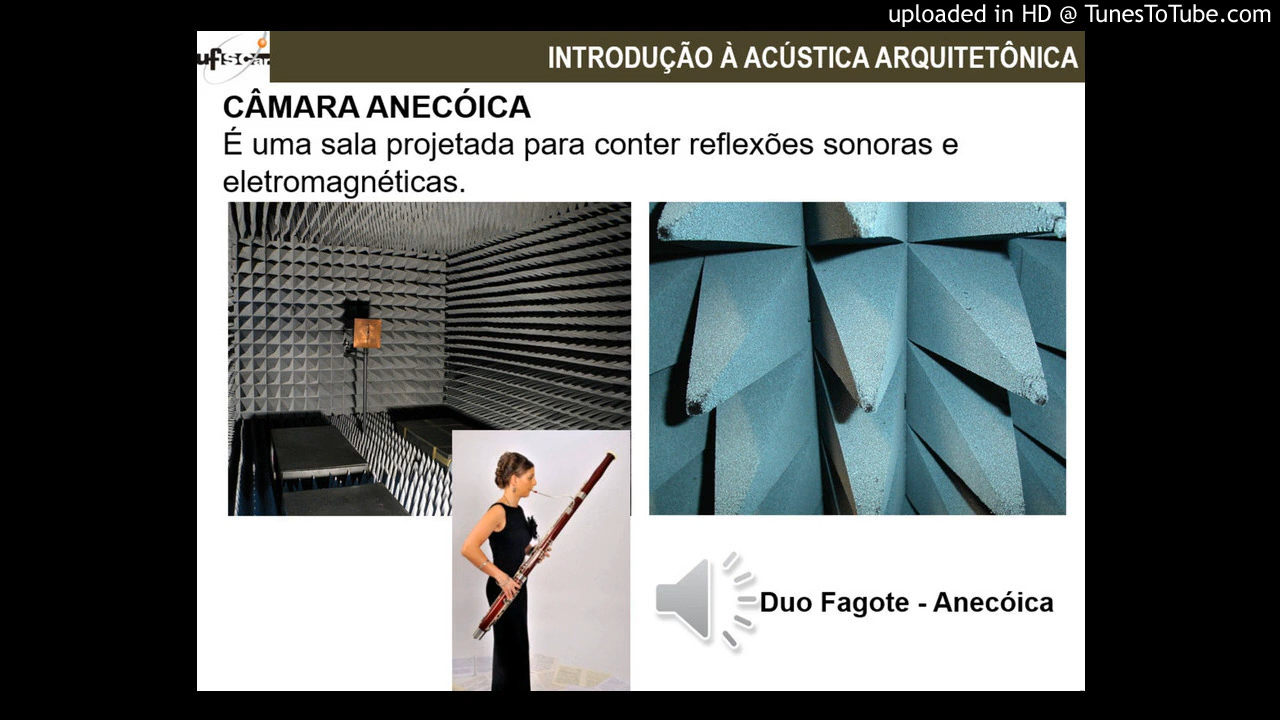 uploaded in HD @ TunesToTube.com
ufscar
INTRODUÇÃO À ACÚSTICA ARQUITETÔNICA
CÂMARA ANECÓICA
É uma sala projetada para conter reflexões sonoras e
eletromagnéticas.
Duo Fagote - Anecóica